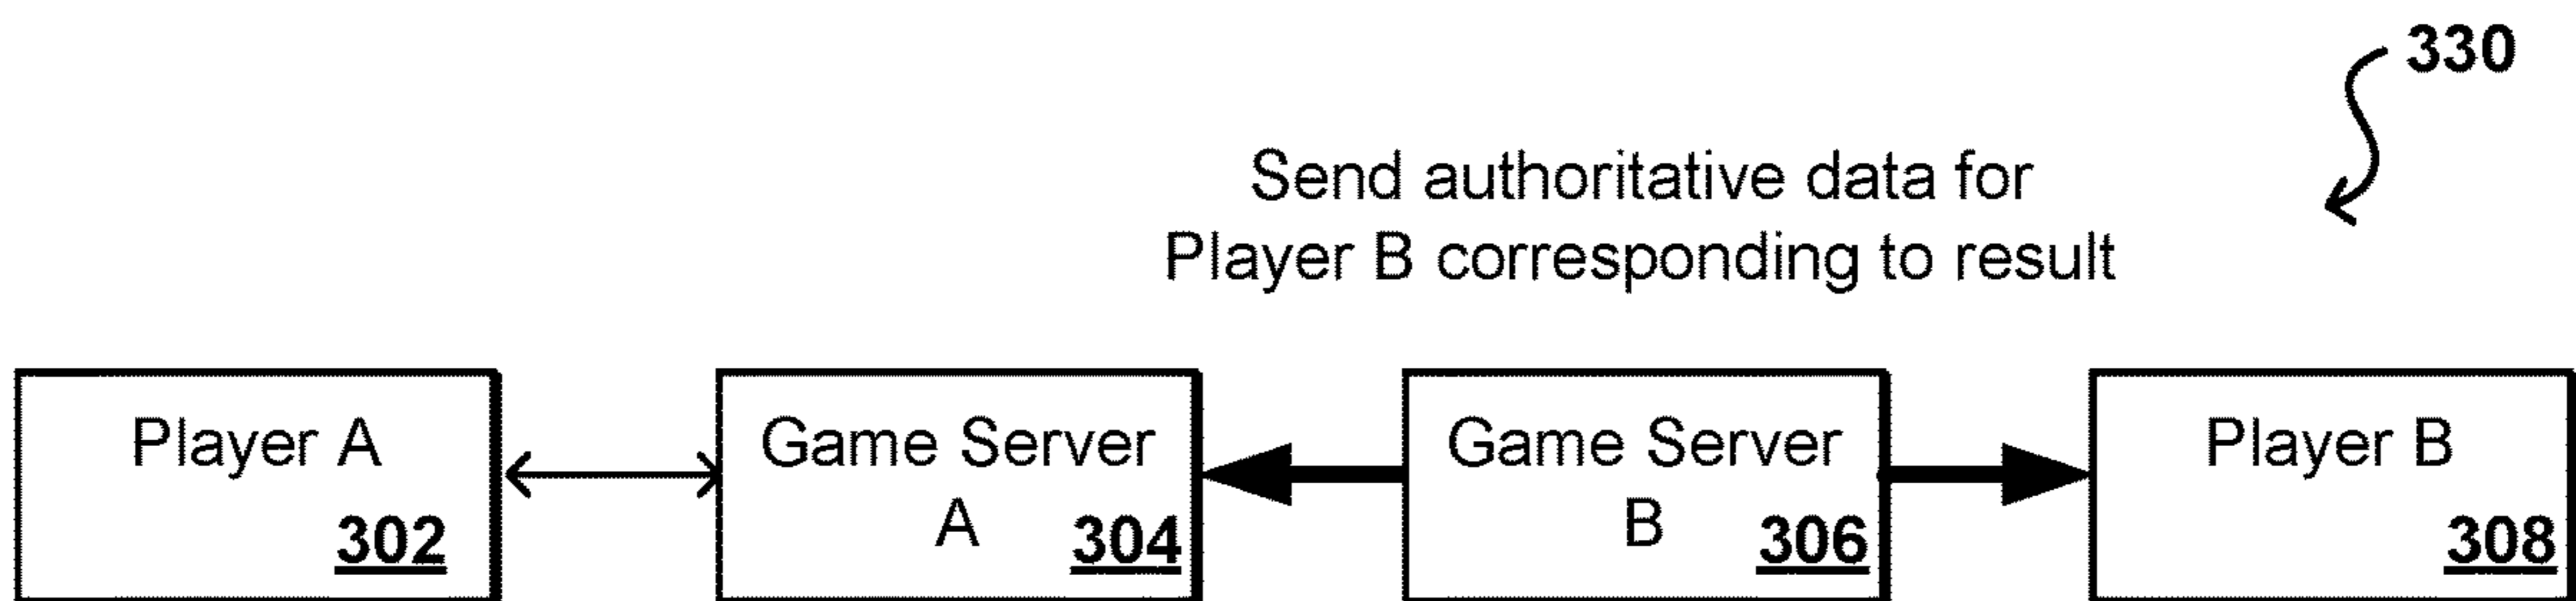 330
Send authoritative data for
Player B corresponding to result
Player A
302
Game Server
A
304
Game Server
B
306
Player B
308